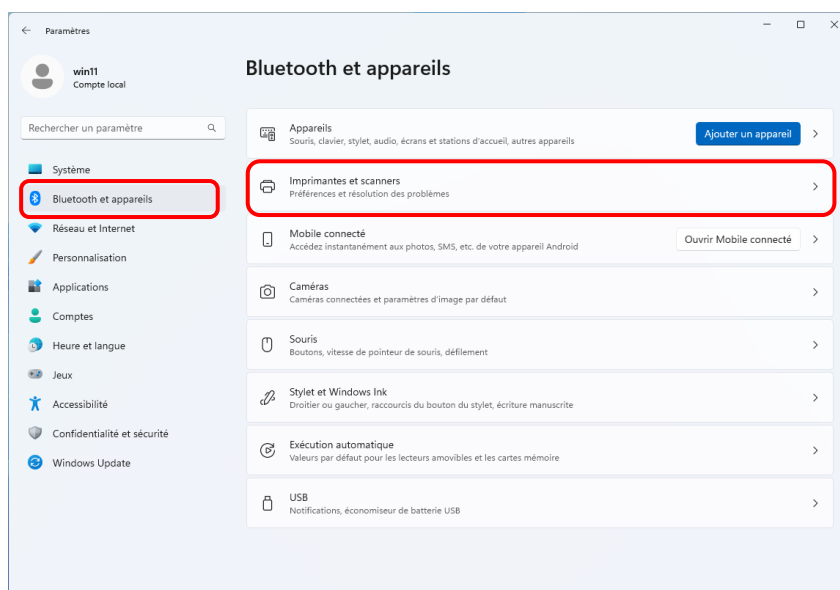 Paramètres
win11
Compte local
Rechercher un paramètre
Système
Bluetooth et appareils
Réseau et Internet
Personnalisation
Applications
Comptes
Heure et langue
Jeux
Accessibilité
Confidentialité et sécurité
Windows Update
Bluetooth et appareils
Appareils
Souris, clavier, stylet, audio, écrans et stations d'accueil, autres appareils
Ajouter un appareil
Imprimantes et scanners
Préférences et résolution des problèmes
Mobile connecté
Accédez instantanément aux photos, SMS, etc. de votre appareil Android
Ouvrir Mobile connecté
Caméras
Caméras connectées et paramètres d'image par défaut
Souris
Boutons, vitesse de pointeur de souris, défilement
Stylet et Windows Ink
Droitier ou gaucher, raccourcis du bouton du stylet, écriture manuscrite
Exécution automatique
Valeurs par défaut pour les lecteurs amovibles et les cartes mémoire
USB
Notifications, économiseur de batterie USB